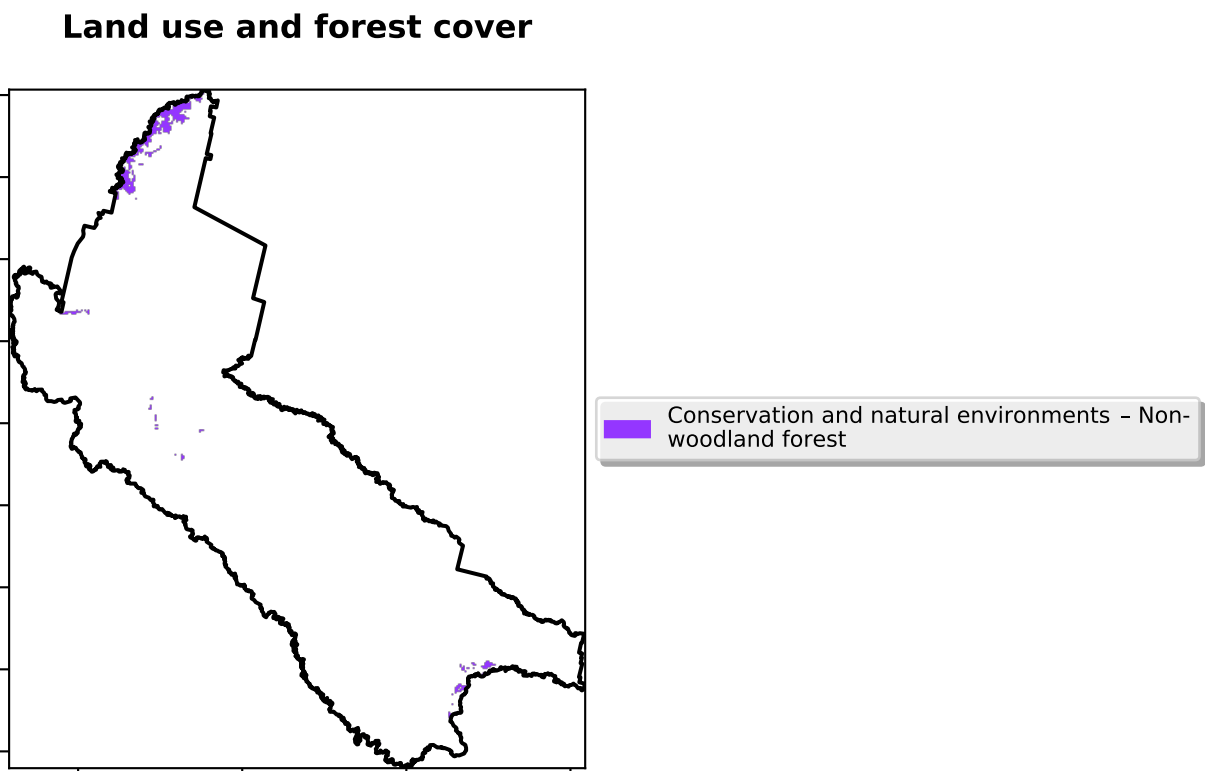 Land use and forest cover
Conservation and natural environments – Non-
woodland forest